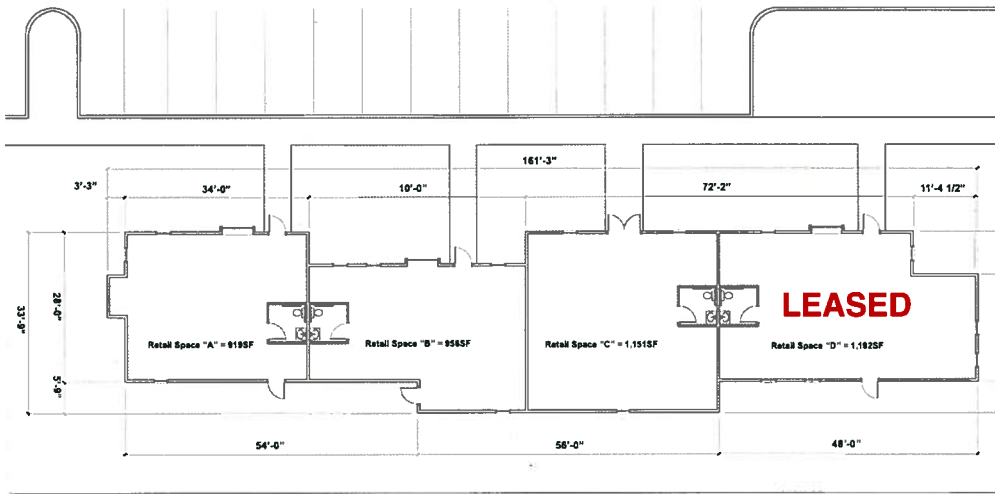 161'-3"
3'-3"
34'-0"
10'-0"
72'-2"
11'-4 1/2"
28'-0"
33'-9"
LEASED
Retail Space "A" = 919SF
Retail Space "B" = 956SF
Retail Space "C" = 1,151SF
Retail Space "D" = 1,192SF
5'-9"
54'-0"
56'-0"
48'-0"